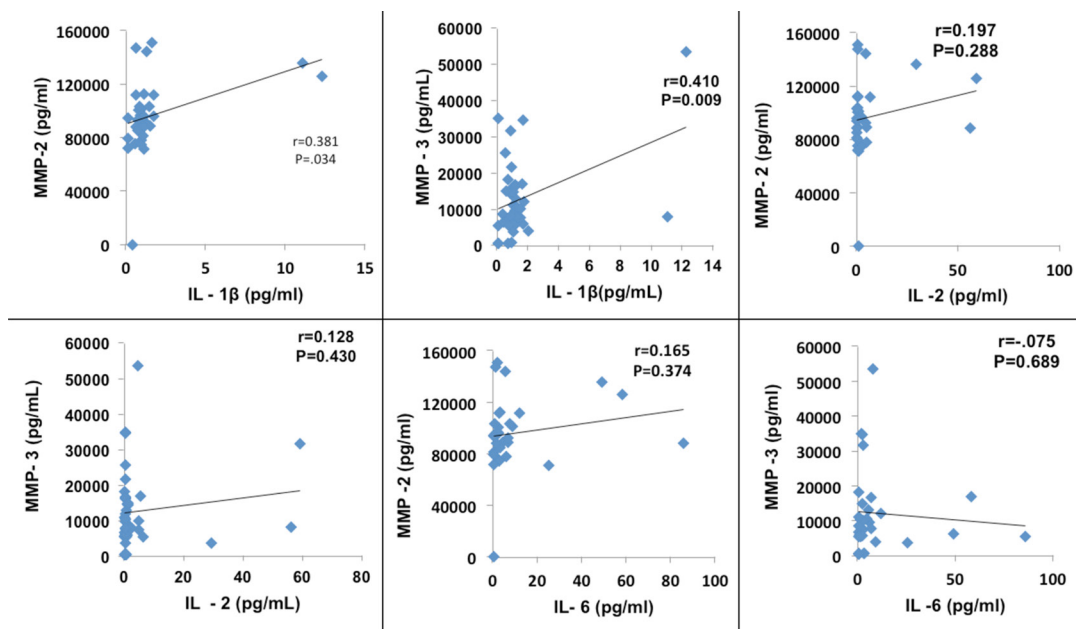 160000
120000
80000
40000
0
MMP-2 (pg/ml)
r=0.381
P=.034
0 5 10 15
IL - 1β (pg/ml)
60000
50000
40000
30000
20000
10000
0
MMP - 3 (pg/mL)
r=0.410
P=0.009
0 2 4 6 8 10 12 14
IL - 1β(pg/mL)
160000
120000
80000
40000
0
MMP- 2 (pg/ml)
r=0.197
P=0.288
0 50 100
IL -2 (pg/ml)
60000
50000
40000
30000
20000
10000
0
MMP- 3 (pg/mL)
r=0.128
P=0.430
0 20 40 60 80
IL - 2 (pg/mL)
160000
120000
80000
40000
0
MMP -2 (pg/ml)
r=0.165
P=0.374
0 20 40 60 80 100
IL- 6 (pg/ml)
60000
50000
40000
30000
20000
10000
0
MMP -3 (pg/ml)
r=-.075
P=0.689
0 50 100
IL -6 (pg/ml)